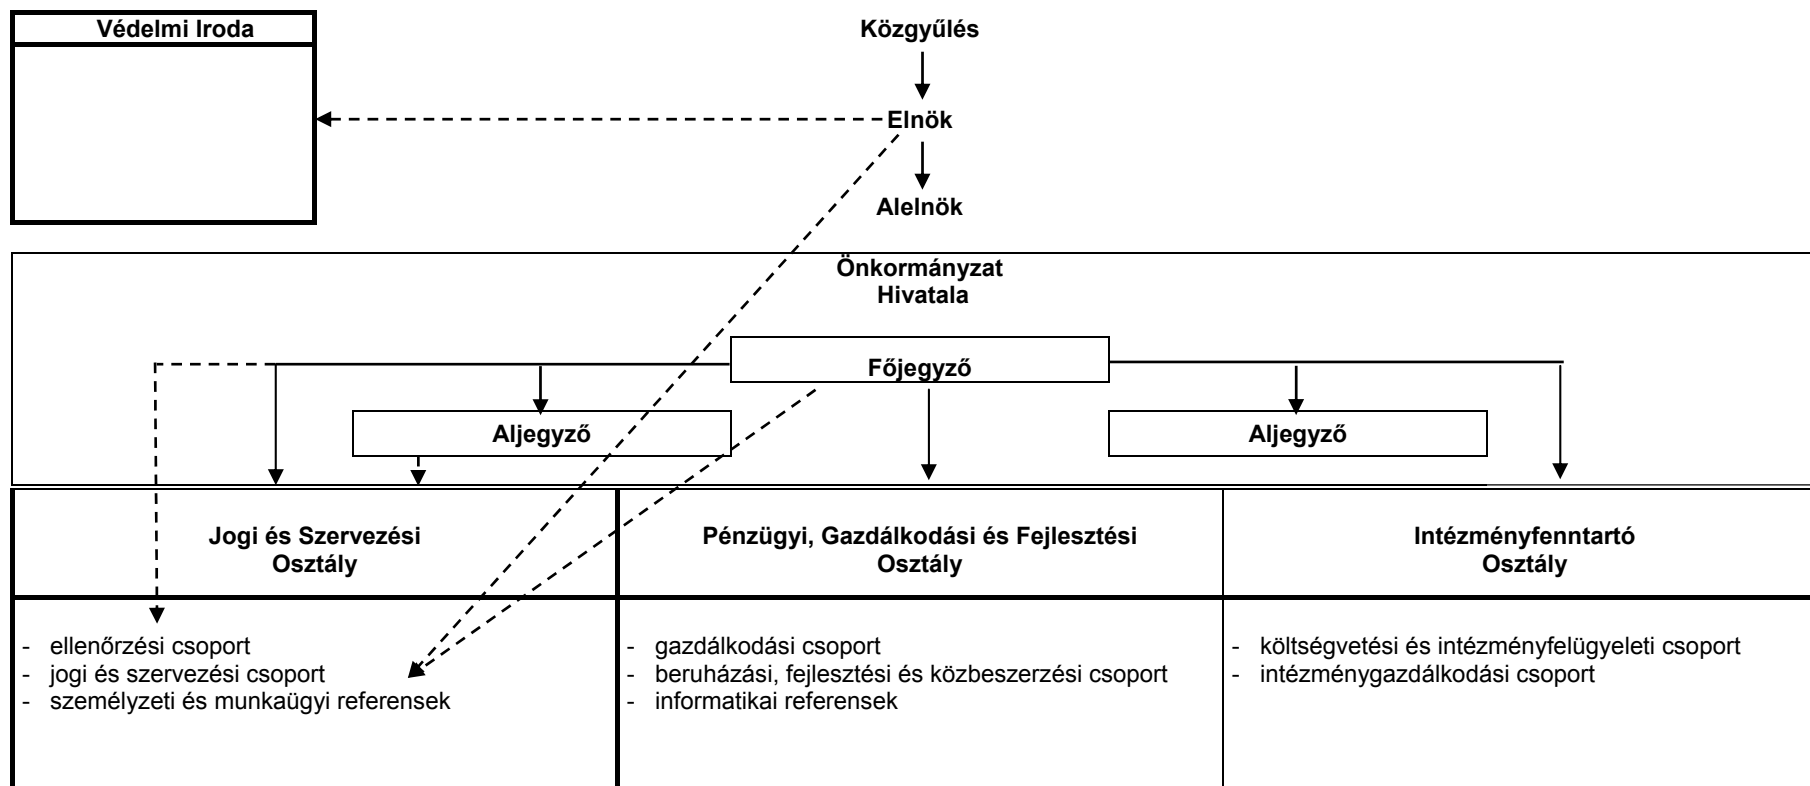 Védelmi Iroda
Közgyűlés
Elnök
Alelnök
Önkormányzat
Hivatala
Főjegyző
Aljegyző
Aljegyző
Jogi és Szervezési
Osztály
Pénzügyi, Gazdálkodási és Fejlesztési
Osztály
Intézményfenntartó
Osztály
- ellenőrzési csoport
- jogi és szervezési csoport
- személyzeti és munkaügyi referensek
- gazdálkodási csoport
- beruházási, fejlesztési és közbeszerzési csoport
- informatikai referensek
- költségvetési és intézményfelügyeleti csoport
- intézménygazdálkodási csoport